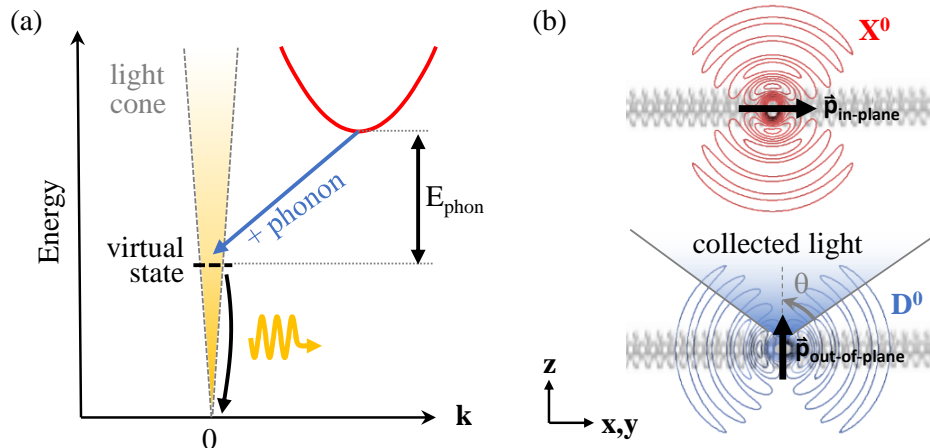 (a)
light
cone
Energy
+ phonon
E_phon
virtual
state
0
k
(b)
X⁰
p⃗_in-plane
collected light
θ
D⁰
p⃗_out-of-plane
z
x,y